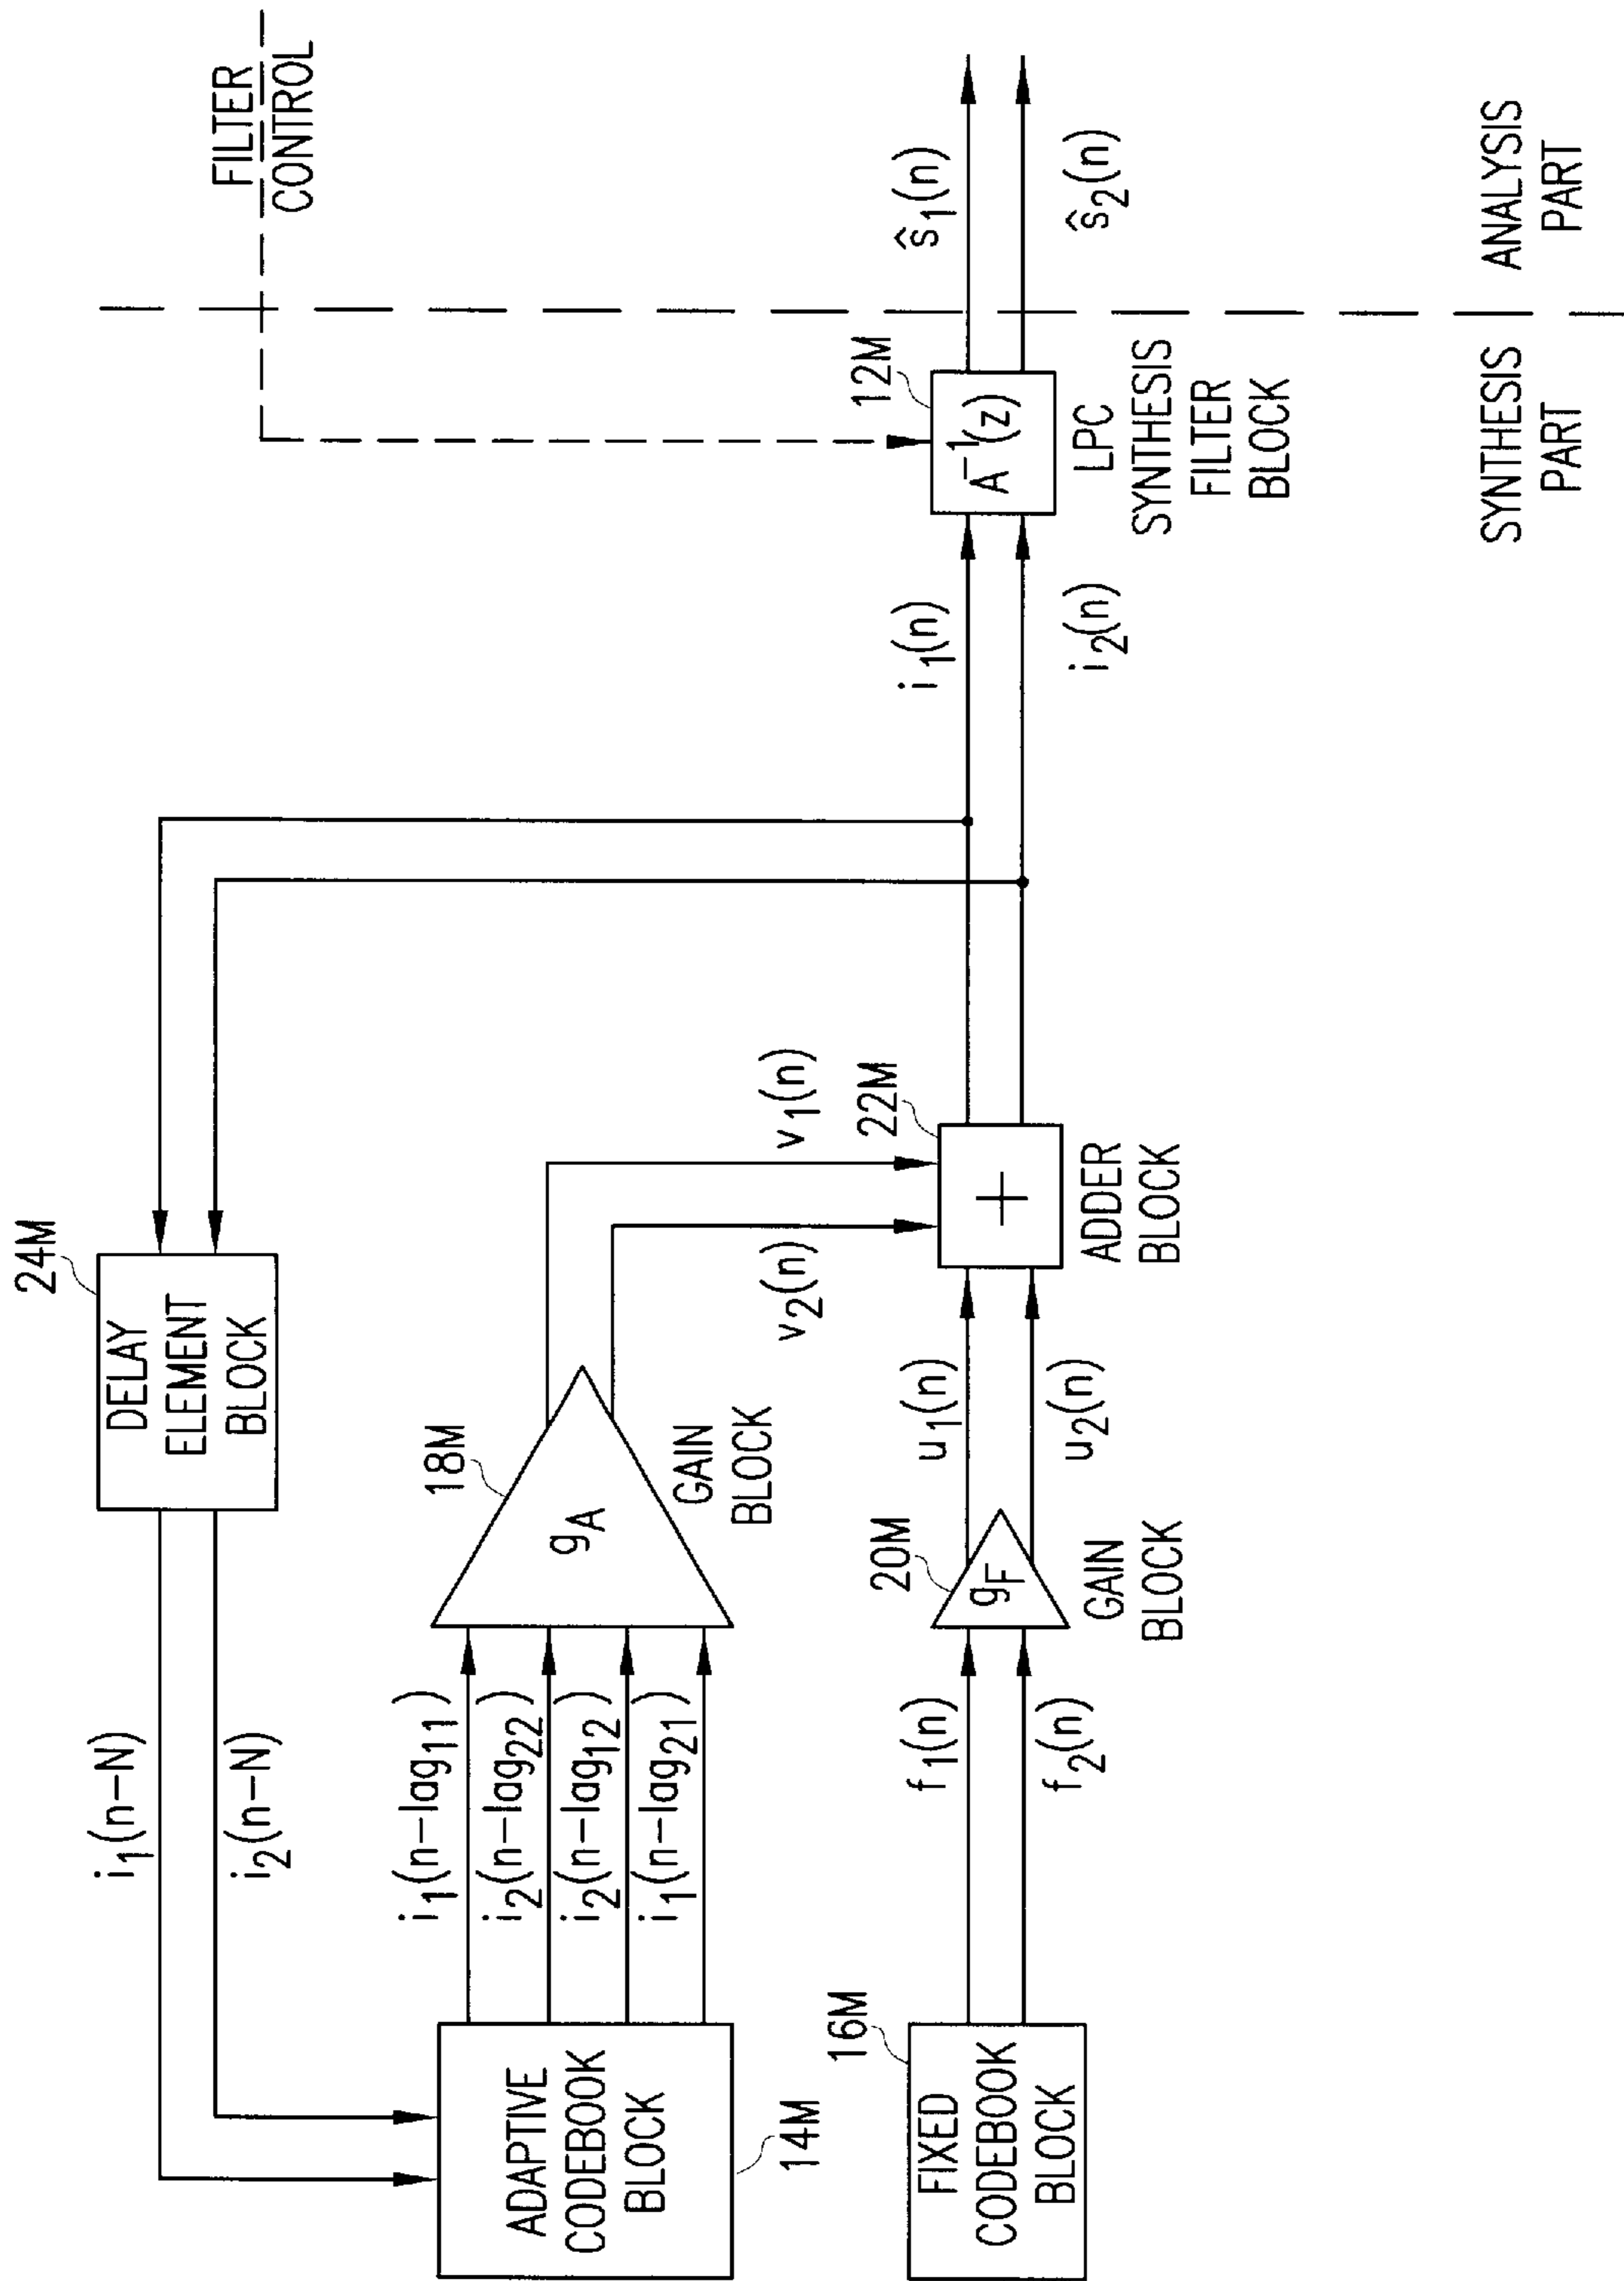 FILTER
CONTROL
24M
DELAY
ELEMENT
BLOCK
i₁(n−N)
i₂(n−N)
ADAPTIVE
CODEBOOK
BLOCK
14M
i₁(n−lag₁₁)
i₂(n−lag₂₂)
i₂(n−lag₁₂)
i₁(n−lag₂₁)
18M
g_A
GAIN
BLOCK
v₁(n)
v₂(n)
16M
FIXED
CODEBOOK
BLOCK
f₁(n)
f₂(n)
20M
g_F
GAIN
BLOCK
u₁(n)
u₂(n)
22M
+
ADDER
BLOCK
i₁(n)
i₂(n)
12M
A⁻¹(z)
LPC
SYNTHESIS
FILTER
BLOCK
ŝ₁(n)
ŝ₂(n)
SYNTHESIS
PART
ANALYSIS
PART